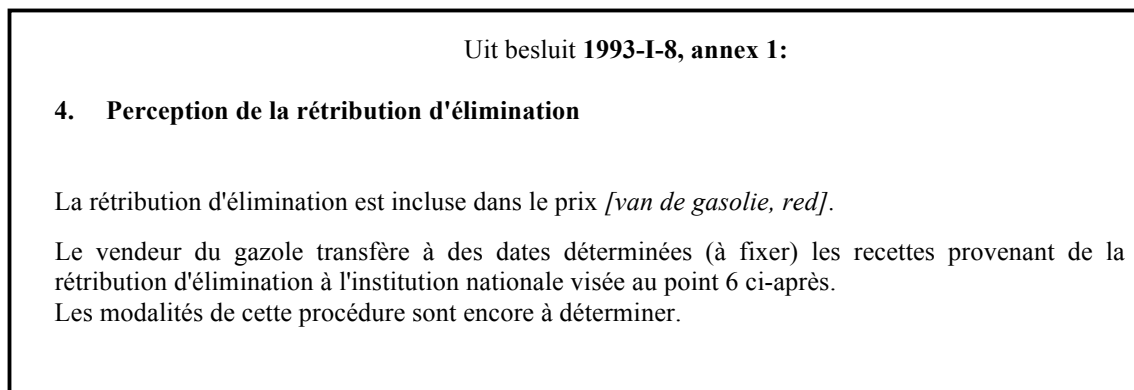 Uit besluit 1993-I-8, annex 1:
4. Perception de la rétribution d'élimination
La rétribution d'élimination est incluse dans le prix [van de gasolie, red].
Le vendeur du gazole transfère à des dates déterminées (à fixer) les recettes provenant de la
rétribution d'élimination à l'institution nationale visée au point 6 ci-après.
Les modalités de cette procédure sont encore à déterminer.